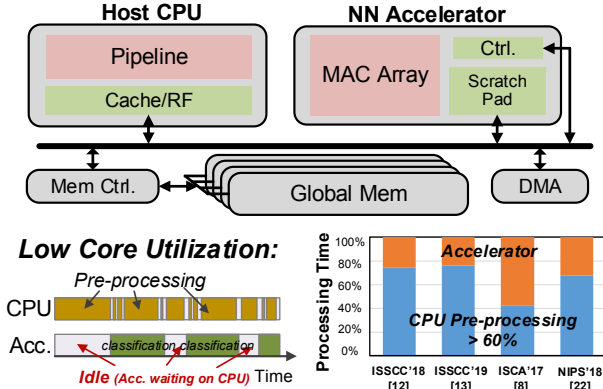 Host CPU
Pipeline
Cache/RF
NN Accelerator
MAC Array
Ctrl.
Scratch
Pad
Mem Ctrl.
Global Mem
DMA
Low Core Utilization:
Pre-processing
CPU
Acc.
classification
classification
Idle (Acc. waiting on CPU)
Time
Processing Time
100%
80%
60%
40%
20%
0%
Accelerator
CPU Pre-processing
> 60%
ISSCC'18
[12]
ISSCC'19
[13]
ISCA'17
[8]
NIPS'18
[22]